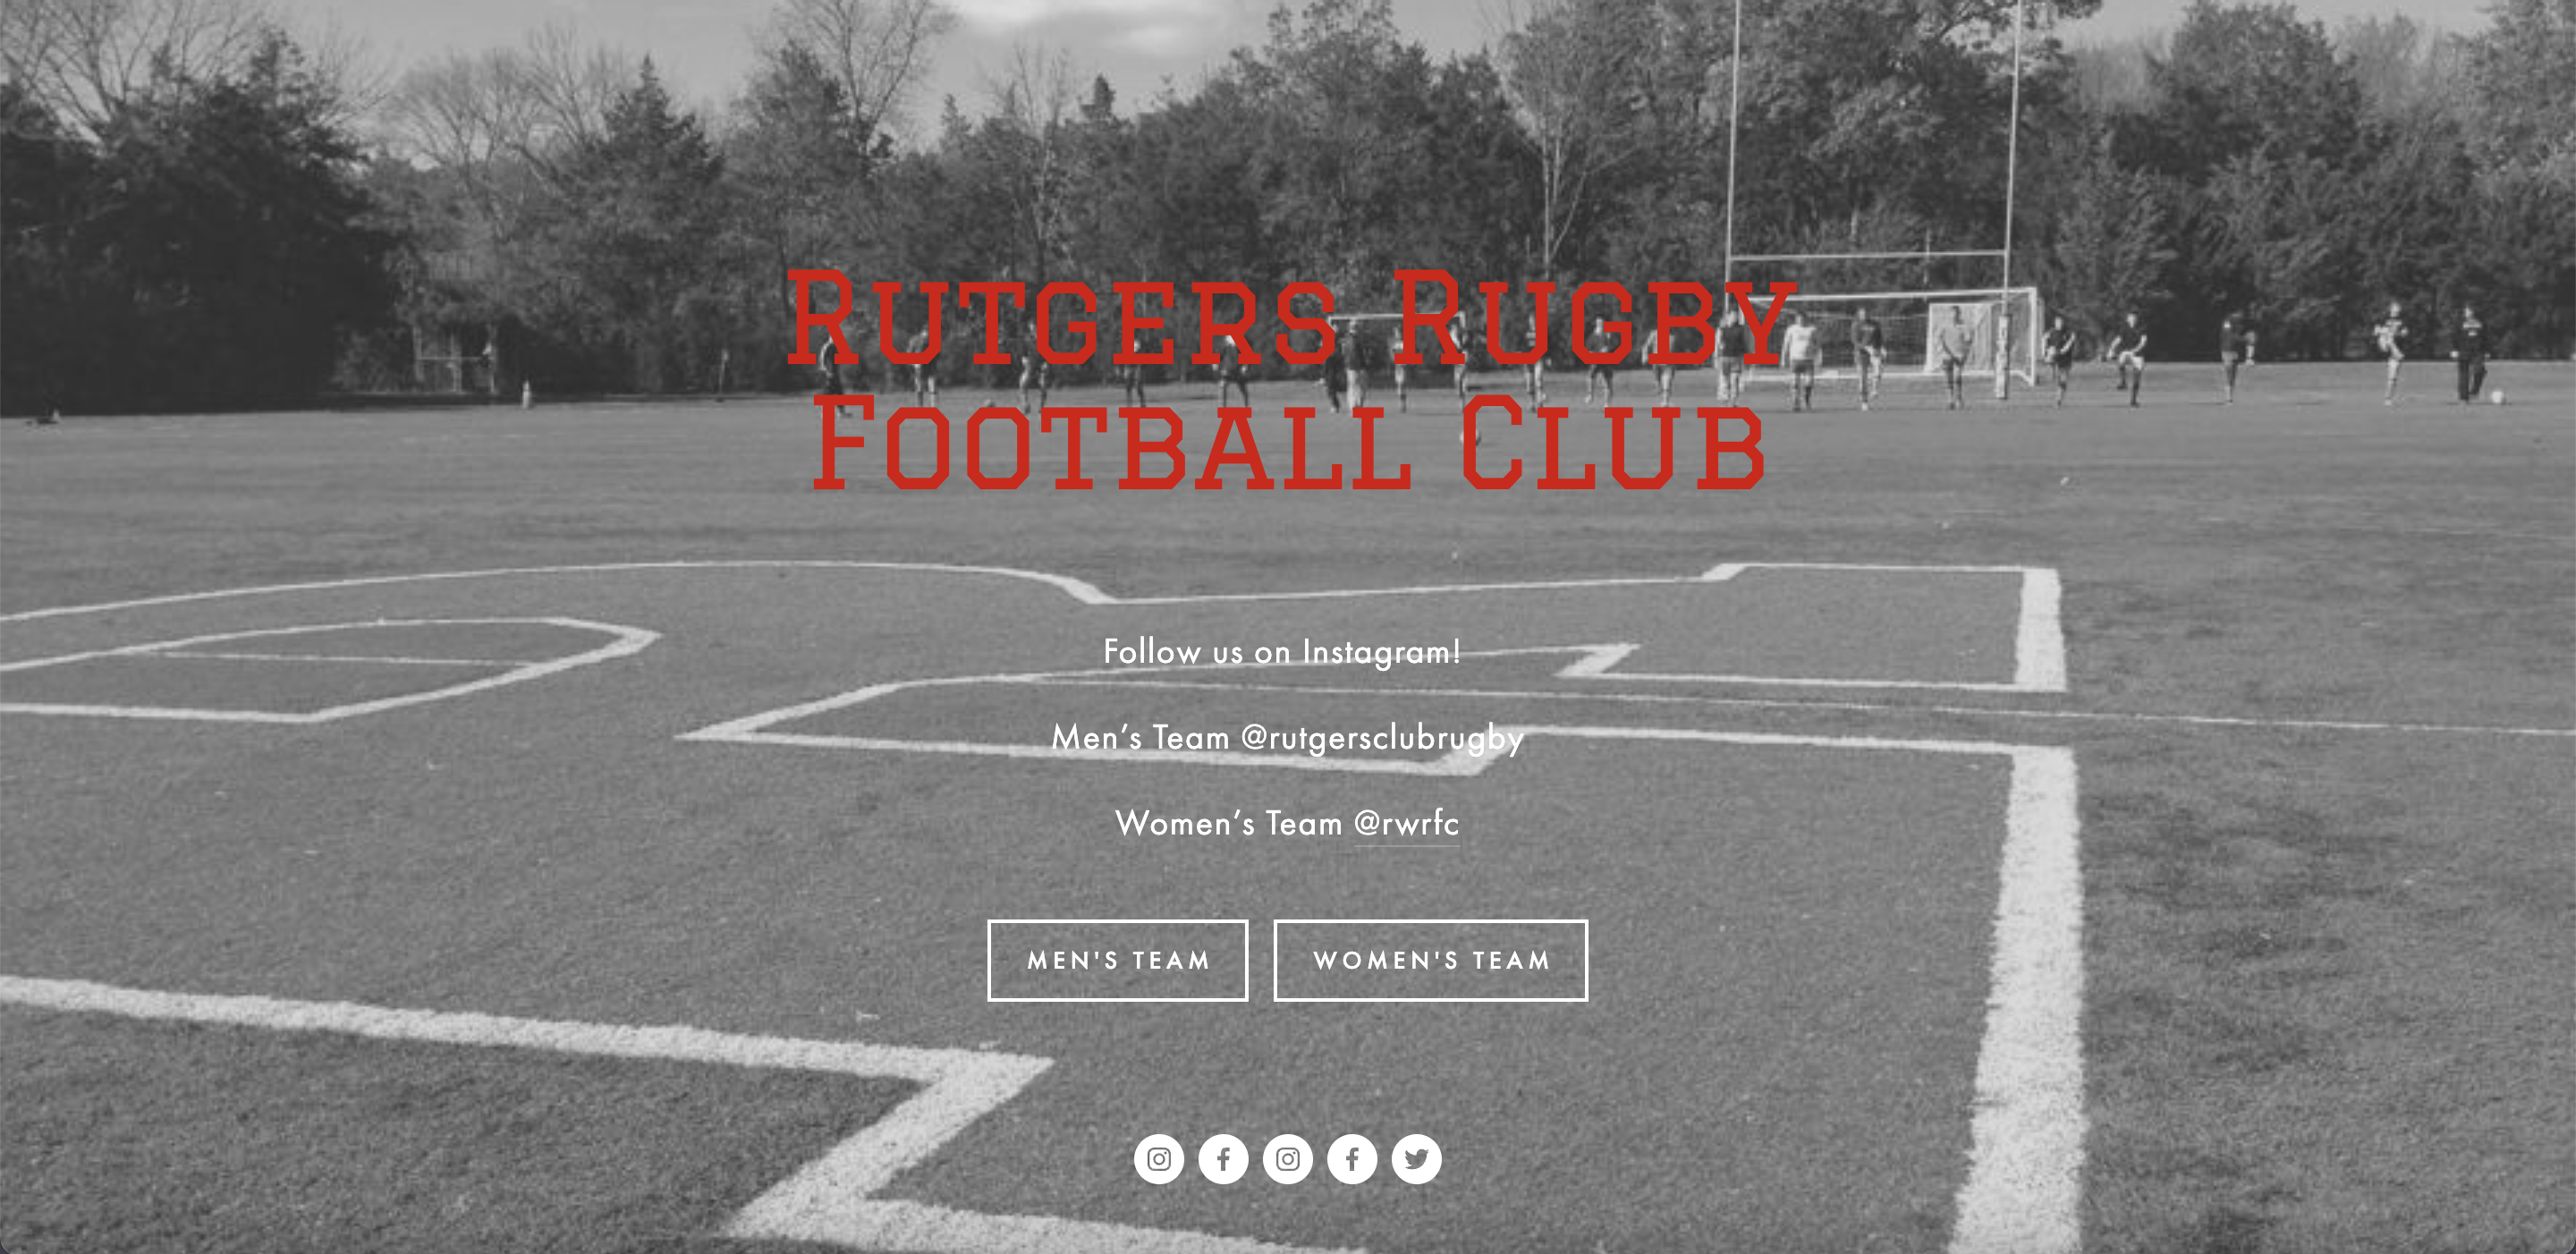 Rutgers Rugby
Football Club
Follow us on Instagram!
Men’s Team @rutgersclubrugby
Women’s Team @rwrfc
MEN'S TEAM
WOMEN'S TEAM